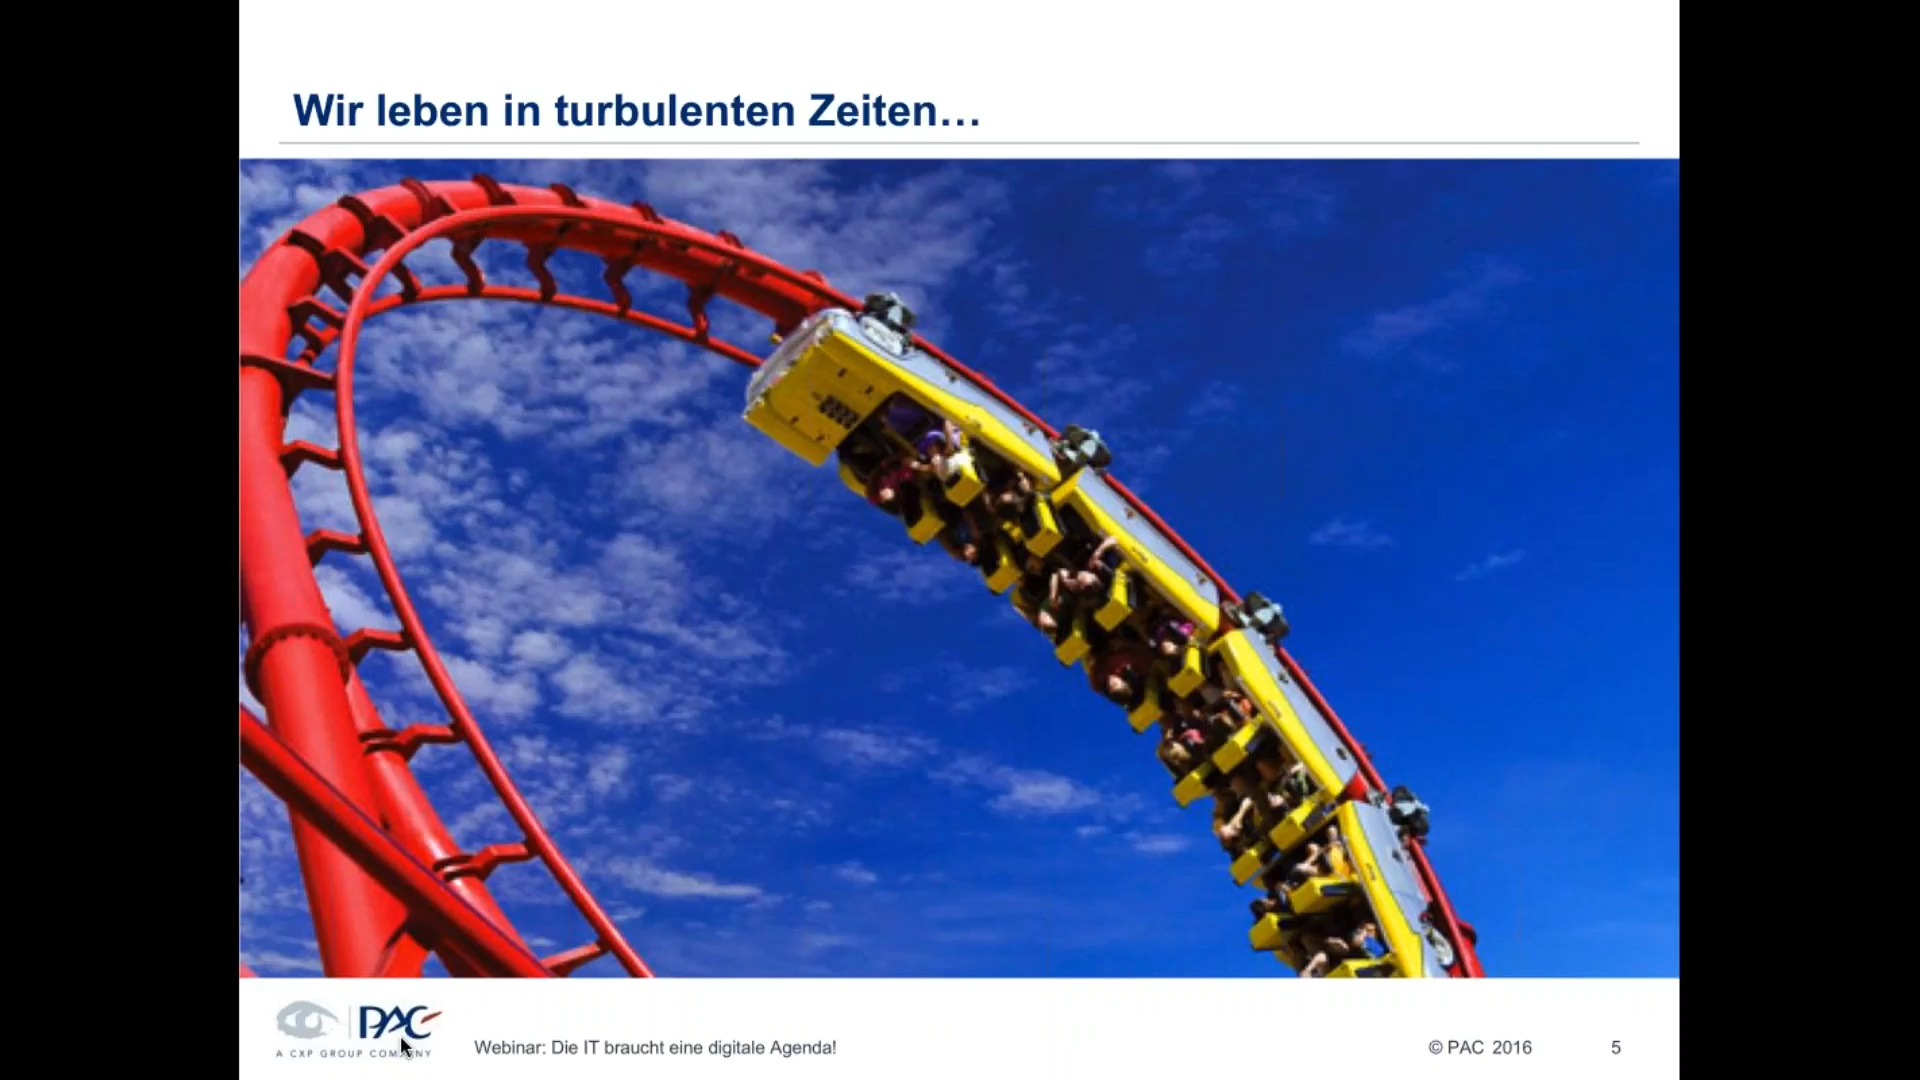 Wir leben in turbulenten Zeiten…
PAC
A CXP GROUP COMPANY
Webinar: Die IT braucht eine digitale Agenda!
© PAC 2016
5